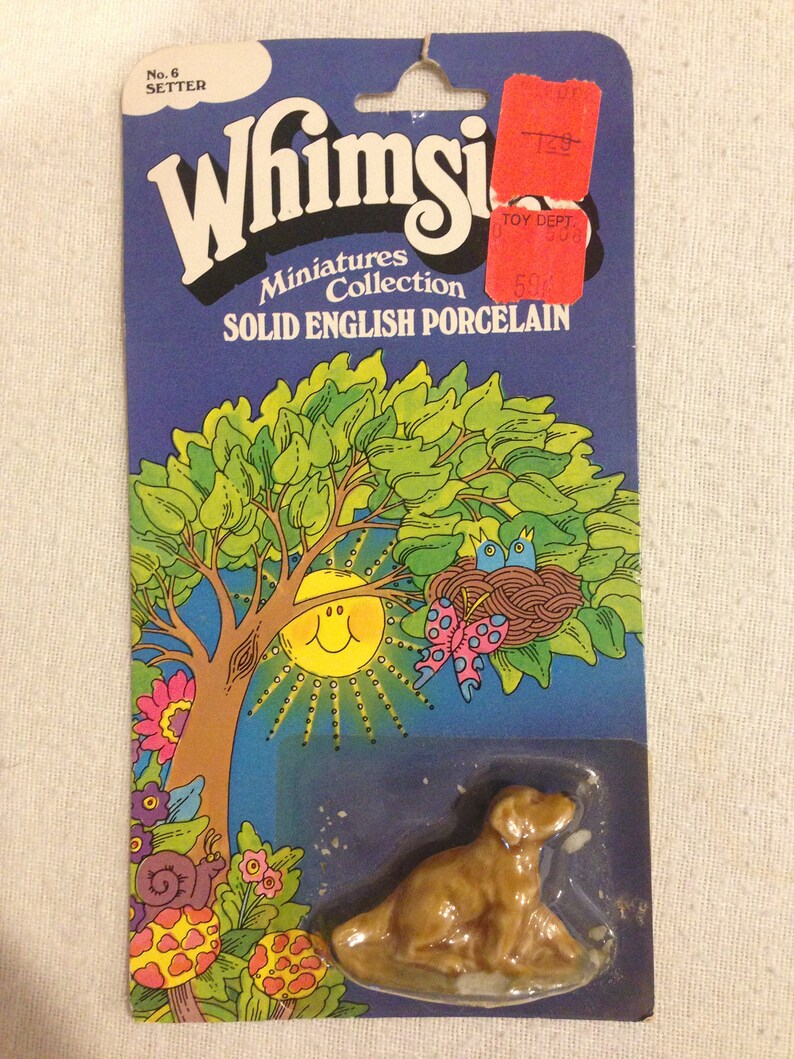 No. 6
SETTER
Whimsi
Miniatures
Collection
SOLID ENGLISH PORCELAIN
TOY DEPT.